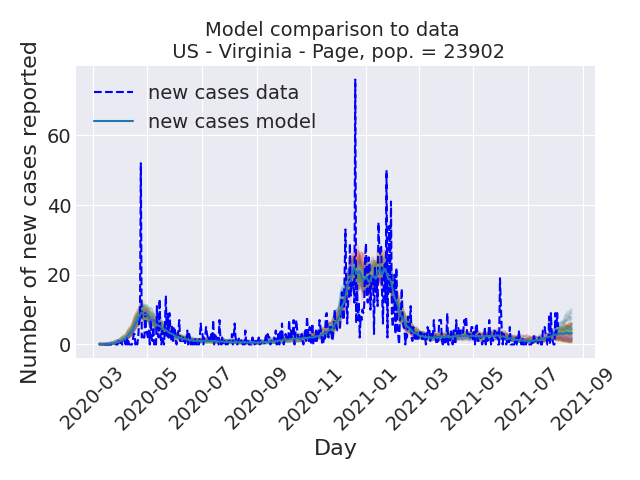 Model comparison to data
US - Virginia - Page, pop. = 23902
new cases data
new cases model
Number of new cases reported
60
40
20
0
2020-03
2020-05
2020-07
2020-09
2020-11
2021-01
2021-03
2021-05
2021-07
2021-09
Day